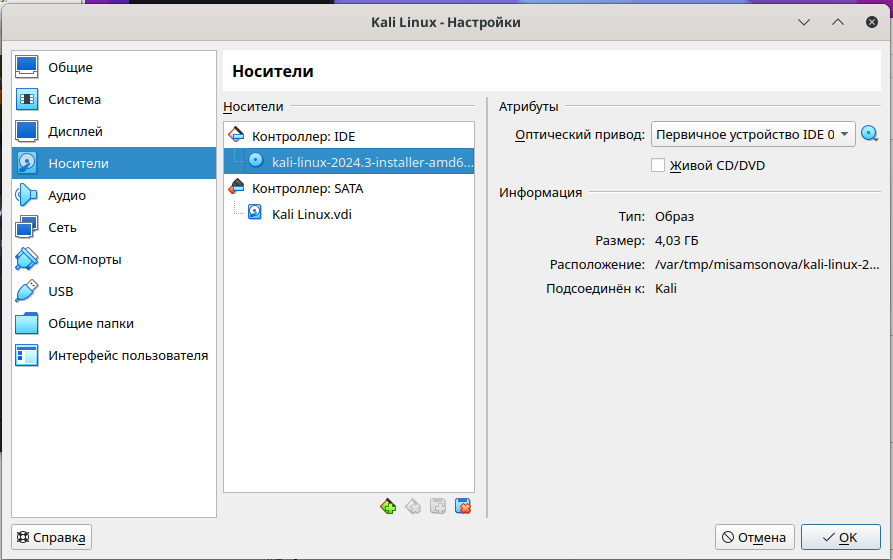 Kali Linux - Настройки
Общие
Система
Дисплей
Носители
Аудио
Сеть
COM-порты
USB
Общие папки
Интерфейс пользователя
Носители
Носители
Контроллер: IDE
kali-linux-2024.3-installer-amd6...
Контроллер: SATA
Kali Linux.vdi
Атрибуты
Оптический привод: Первичное устройство IDE 0
Живой CD/DVD
Информация
Тип: Образ
Размер: 4,03 ГБ
Расположение: /var/tmp/misamsonova/kali-linux-2...
Подсоединён к: Kali
Справка
Отмена
OK